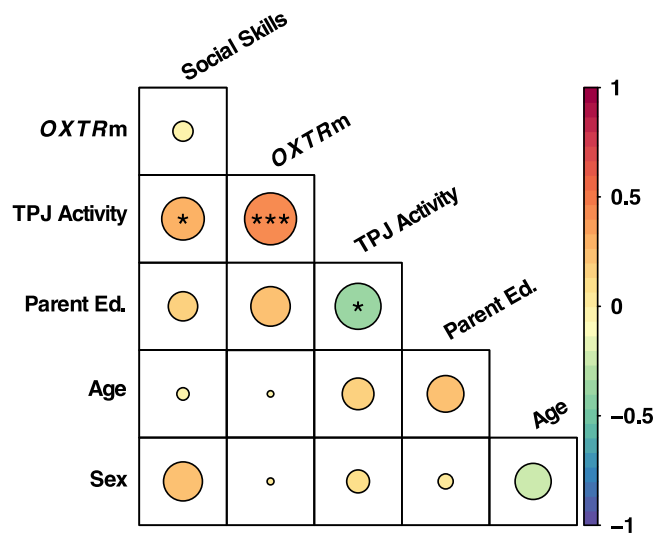 Social Skills
OXTRm
OXTRm
TPJ Activity
* ***
TPJ Activity
Parent Ed.
*
Parent Ed.
Age
Age
Sex
1
0.5
0
−0.5
−1